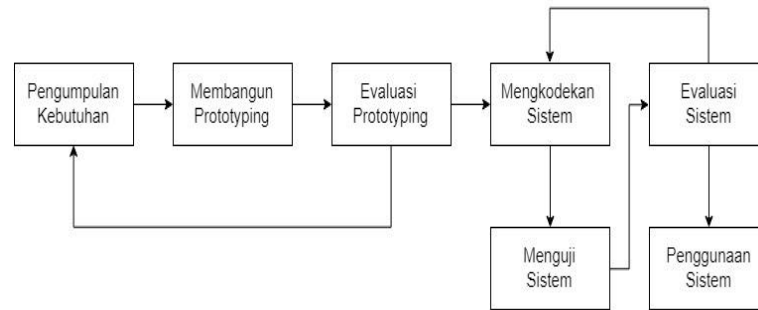 Pengumpulan
Kebutuhan
Membangun
Prototyping
Evaluasi
Prototyping
Mengkodekan
Sistem
Evaluasi
Sistem
Menguji
Sistem
Penggunaan
Sistem